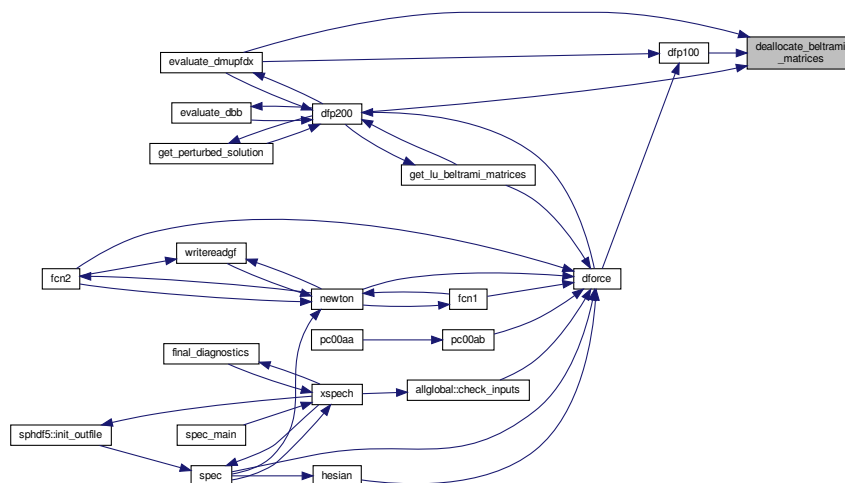 deallocate_beltrami
_matrices
dfp100
evaluate_dmupfdx
evaluate_dbb
dfp200
get_perturbed_solution
get_lu_beltrami_matrices
writereadgf
fcn2
dforce
newton
fcn1
pc00aa
pc00ab
final_diagnostics
xspech
allglobal::check_inputs
sphdf5::init_outfile
spec_main
spec
hesian